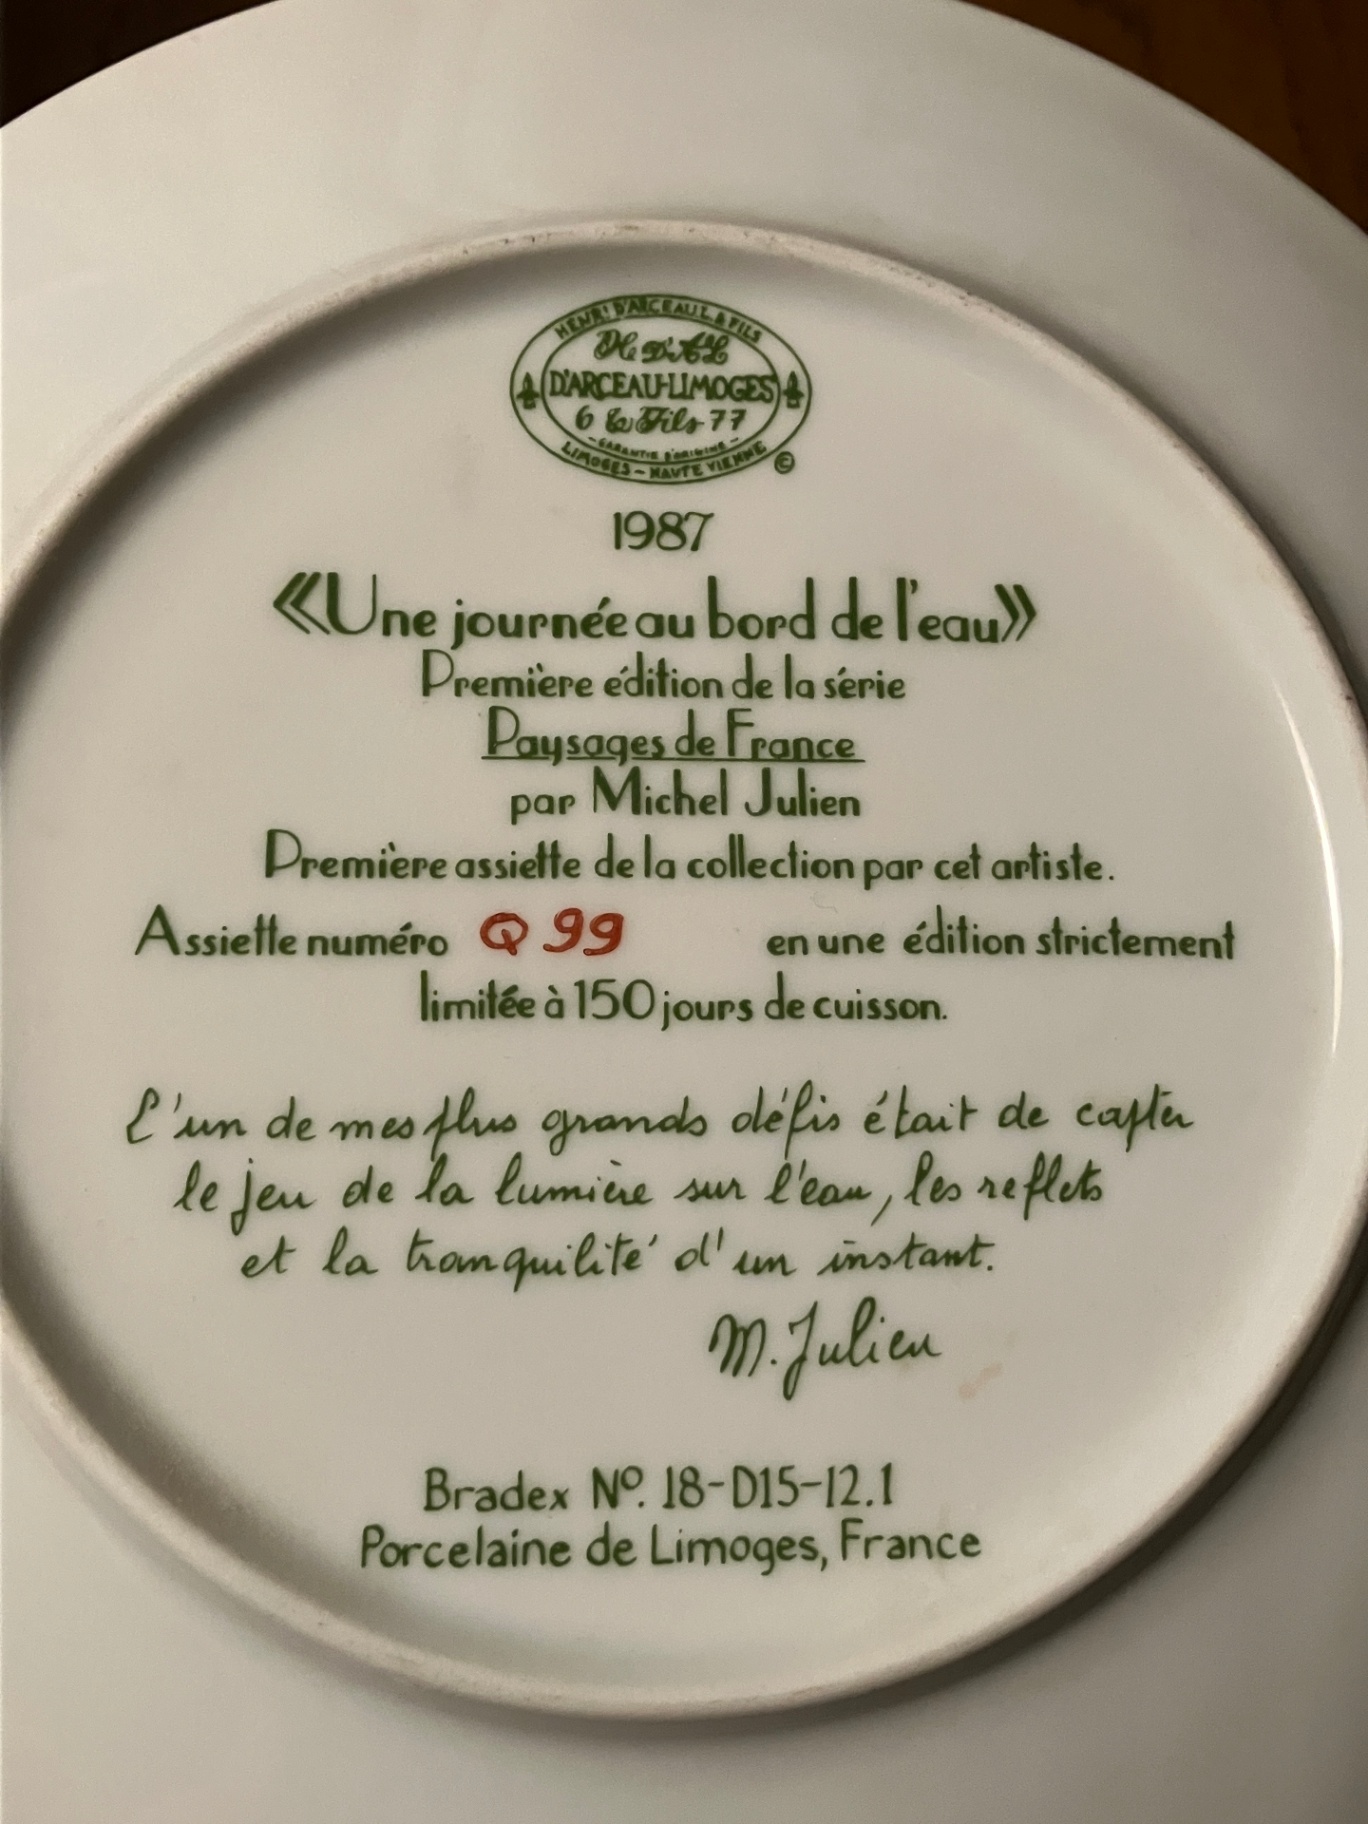 HENRI D'ARCEAU L. & FILS
H. D'A L
D'ARCEAU-LIMOGES
6 & Fils 77
-GARANTIE D'ORIGINE-
LIMOGES - HAUTE VIENNE
©
1987
«Une journée au bord de l'eau»
Première édition de la série
Paysages de France
par Michel Julien
Première assiette de la collection par cet artiste.
Assiette numéro Q 99 en une édition strictement
limitée à 150 jours de cuisson.
L'un de mes plus grands défis était de capter
le jeu de la lumière sur l'eau, les reflets
et la tranquilité d'un instant.
M. Julien
Bradex Nº. 18-D15-12.1
Porcelaine de Limoges, France